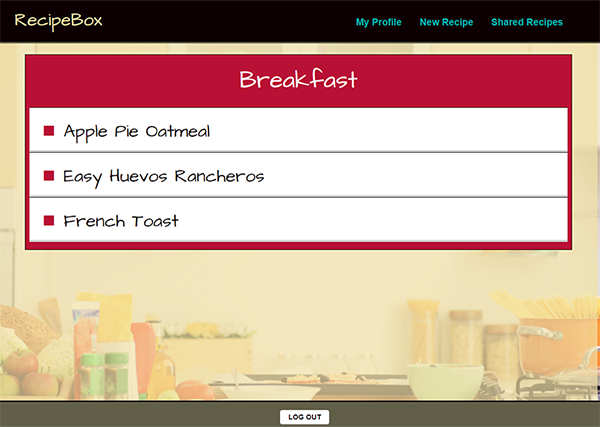 RecipeBox
My Profile New Recipe Shared Recipes
Breakfast
Apple Pie Oatmeal
Easy Huevos Rancheros
French Toast
LOG OUT